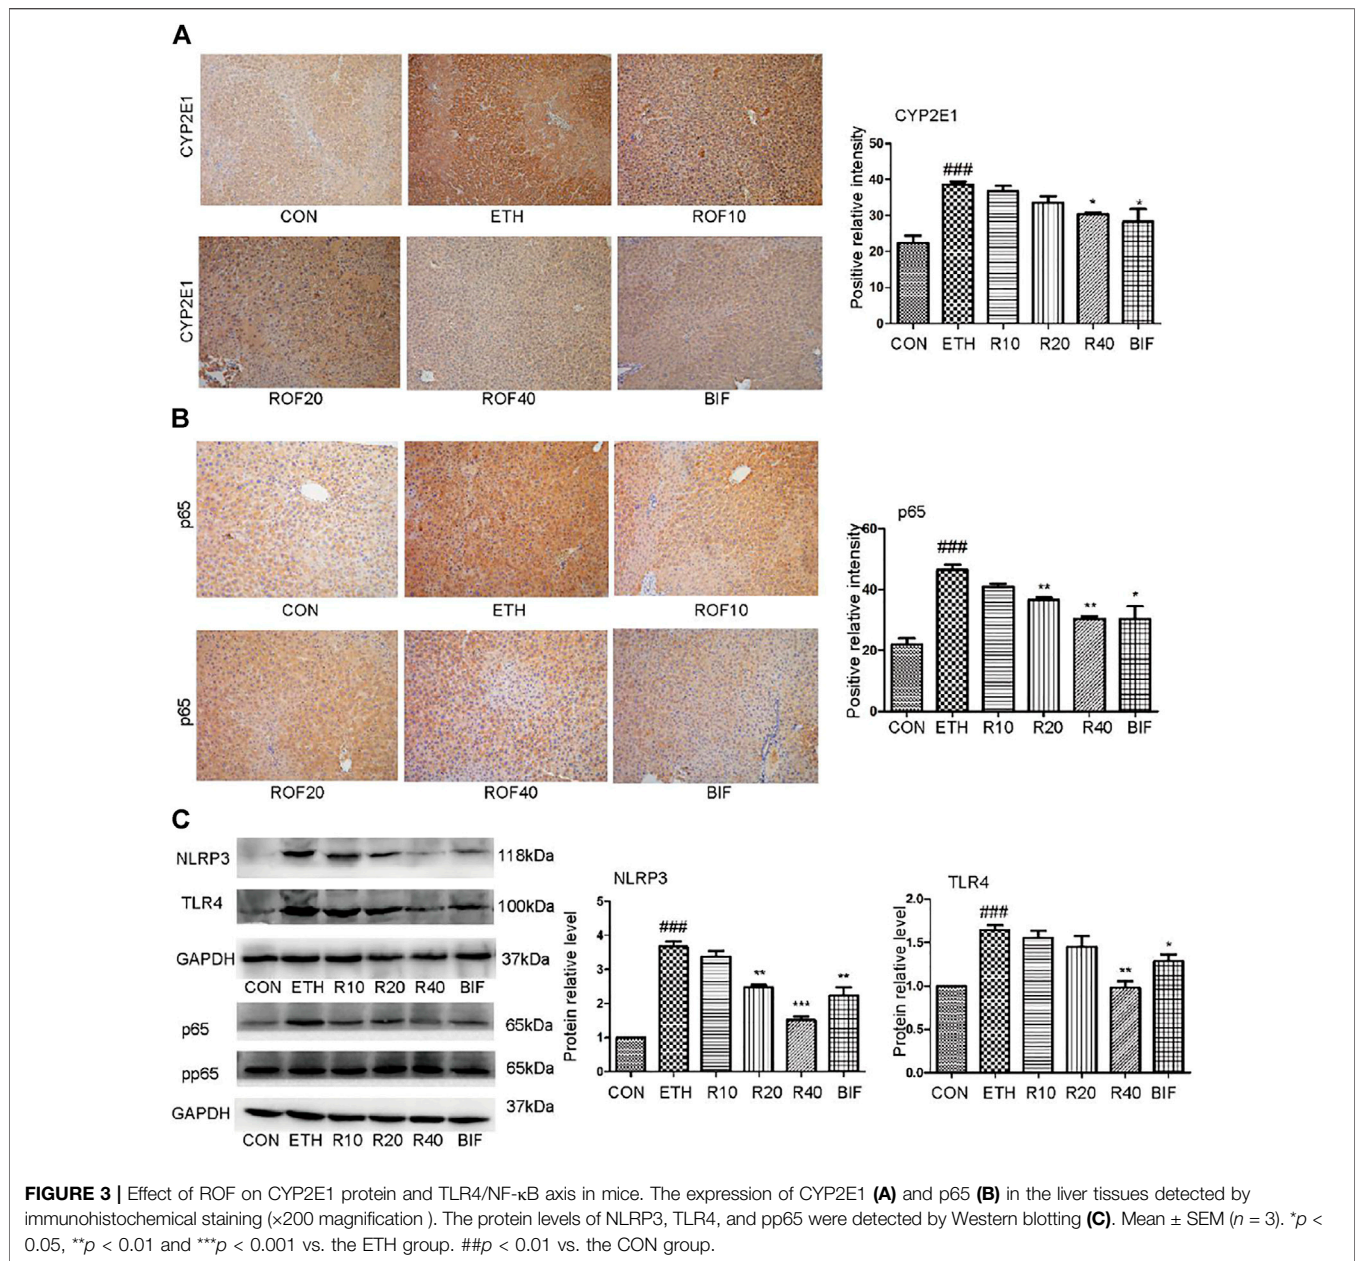 A
CYP2E1
CON
ETH
ROF10
CYP2E1
ROF20
ROF40
BIF
CYP2E1
Positive relative intensity
50
40
30
20
10
0
###
*
*
CON ETH R10 R20 R40 BIF
B
p65
CON
ETH
ROF10
p65
ROF20
ROF40
BIF
p65
Positive relative intensity
60
40
20
0
###
**
**
*
CON ETH R10 R20 R40 BIF
C
NLRP3 118kDa
TLR4 100kDa
GAPDH 37kDa
CON ETH R10 R20 R40 BIF
p65 65kDa
pp65 65kDa
GAPDH 37kDa
CON ETH R10 R20 R40 BIF
NLRP3
Protein relative level
5
4
3
2
1
0
###
**
***
**
CON ETH R10 R20 R40 BIF
TLR4
Protein relative level
2.0
1.5
1.0
0.5
0.0
###
**
*
CON ETH R10 R20 R40 BIF
FIGURE 3 | Effect of ROF on CYP2E1 protein and TLR4/NF-κB axis in mice. The expression of CYP2E1 (A) and p65 (B) in the liver tissues detected by
immunohistochemical staining (×200 magnification ). The protein levels of NLRP3, TLR4, and pp65 were detected by Western blotting (C). Mean ± SEM (n = 3). *p <
0.05, **p < 0.01 and ***p < 0.001 vs. the ETH group. ##p < 0.01 vs. the CON group.